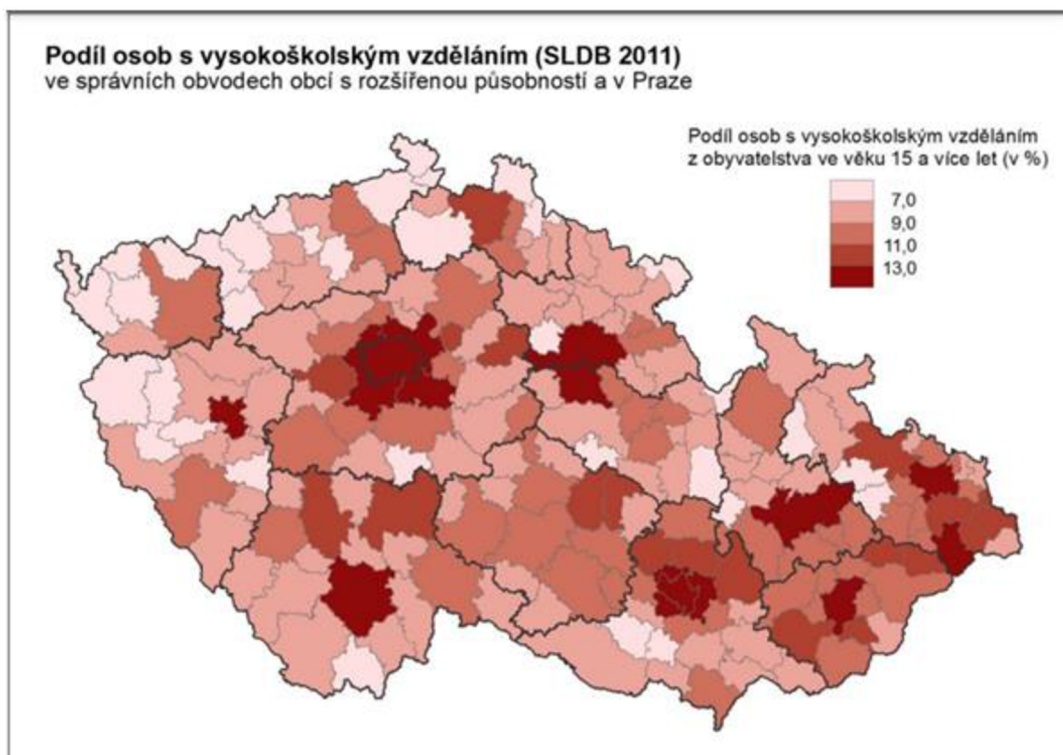 Podíl osob s vysokoškolským vzděláním (SLDB 2011)
ve správních obvodech obcí s rozšířenou působností a v Praze
Podíl osob s vysokoškolským vzděláním
z obyvatelstva ve věku 15 a více let (v %)
7,0
9,0
11,0
13,0